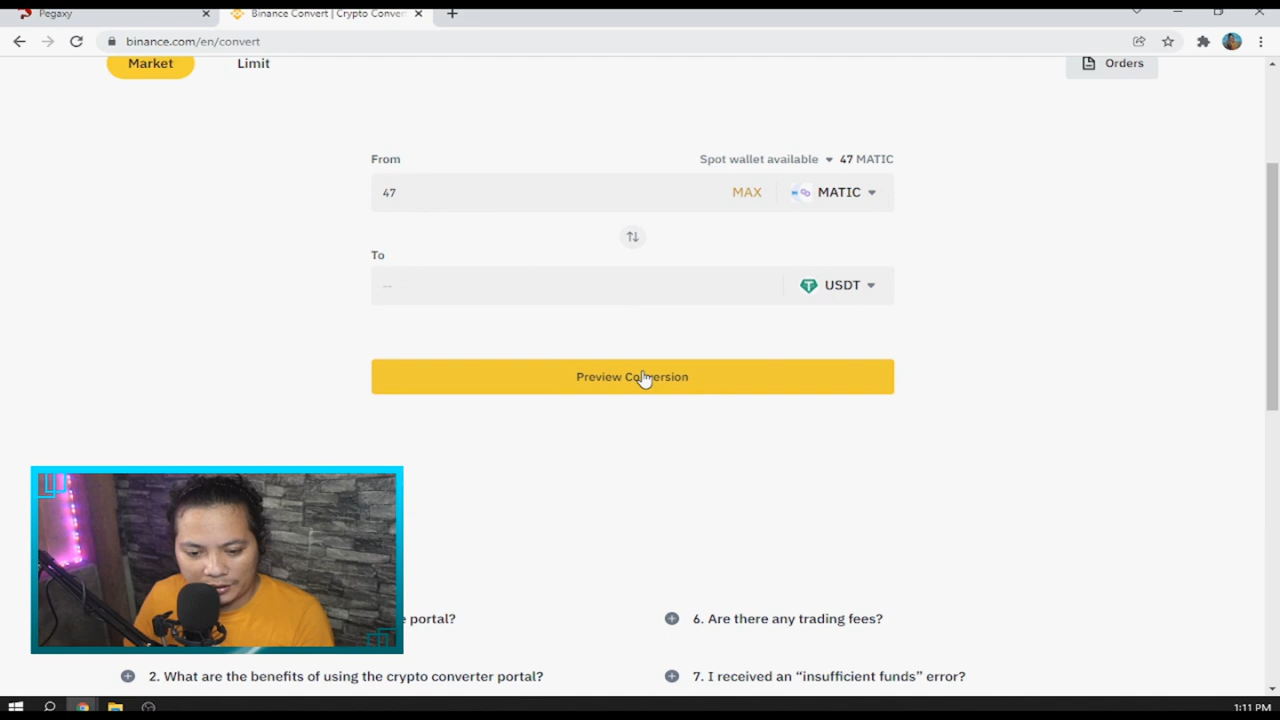 Pegaxy
Binance Convert | Crypto Conver
binance.com/en/convert
Market
Limit
Orders
From
Spot wallet available
47 MATIC
47
MAX
MATIC
To
--
USDT
Preview Conversion
portal?
6. Are there any trading fees?
2. What are the benefits of using the crypto converter portal?
7. I received an “insufficient funds” error?
1:11 PM